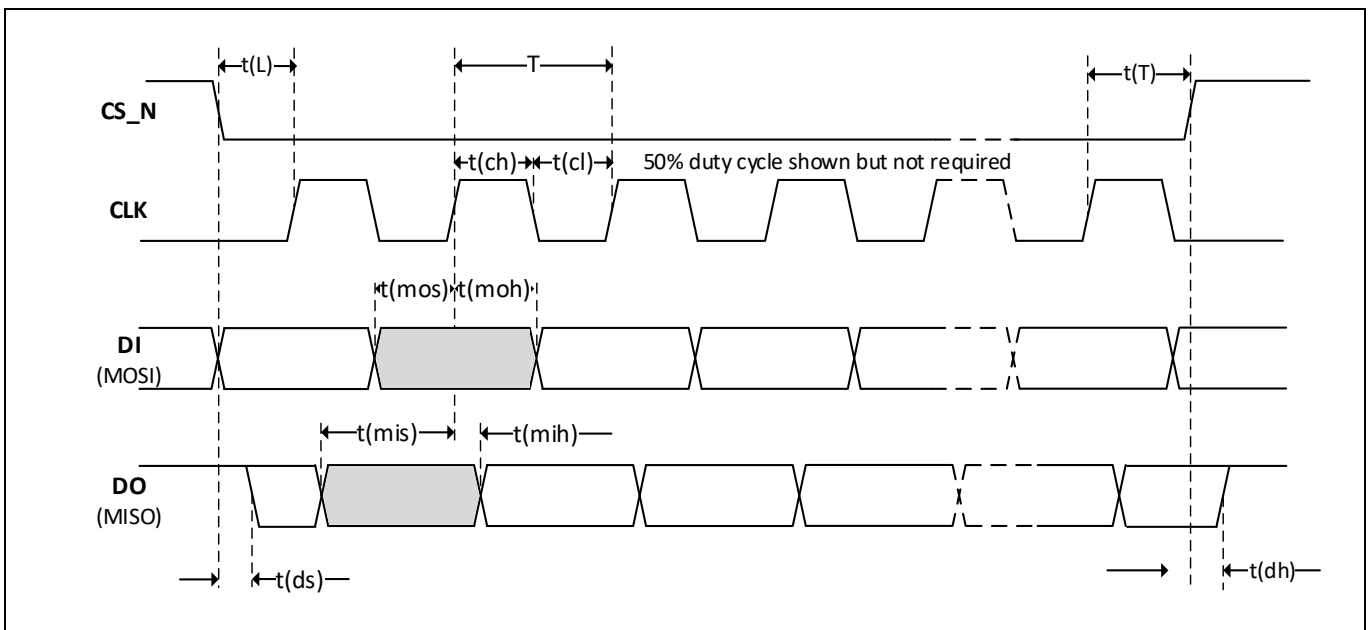 t(L)
T
t(T)
CS_N
t(ch)
t(cl)
50% duty cycle shown but not required
CLK
t(mos)
t(moh)
DI
(MOSI)
t(mis)
t(mih)
DO
(MISO)
t(ds)
t(dh)